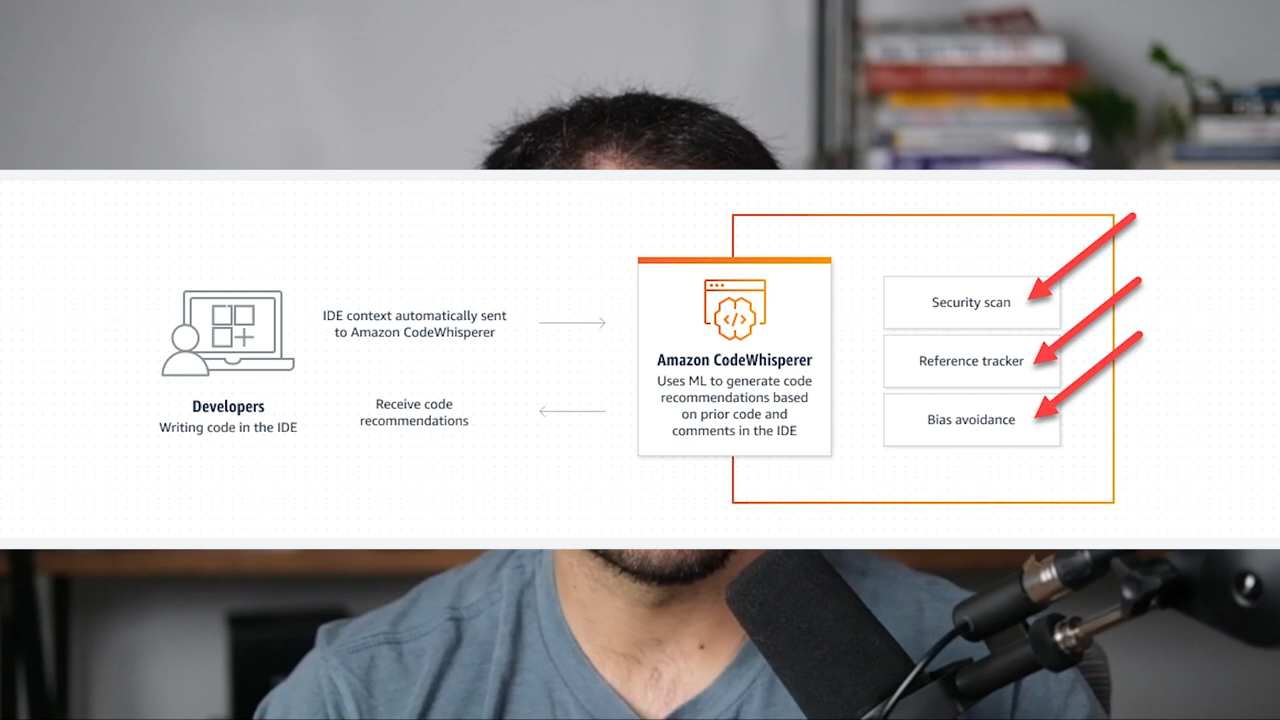 IDE context automatically sent
to Amazon CodeWhisperer
Developers
Writing code in the IDE
Receive code
recommendations
Amazon CodeWhisperer
Uses ML to generate code
recommendations based
on prior code and
comments in the IDE
Security scan
Reference tracker
Bias avoidance